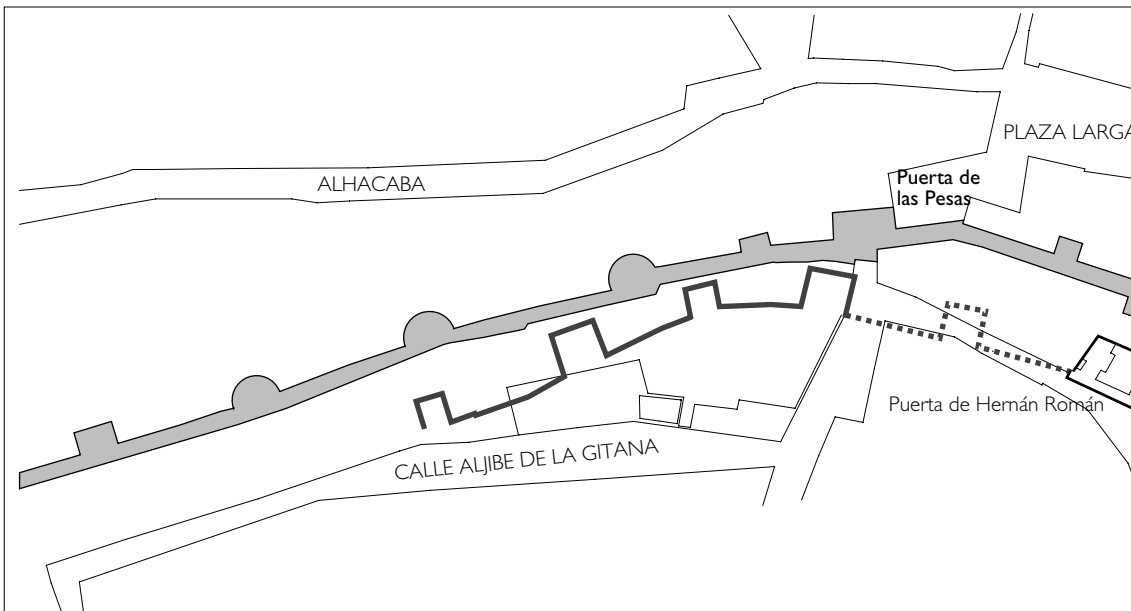 PLAZA LARGA
Puerta de
las Pesas
ALHACABA
Puerta de Hernán Román
CALLE ALJIBE DE LA GITANA